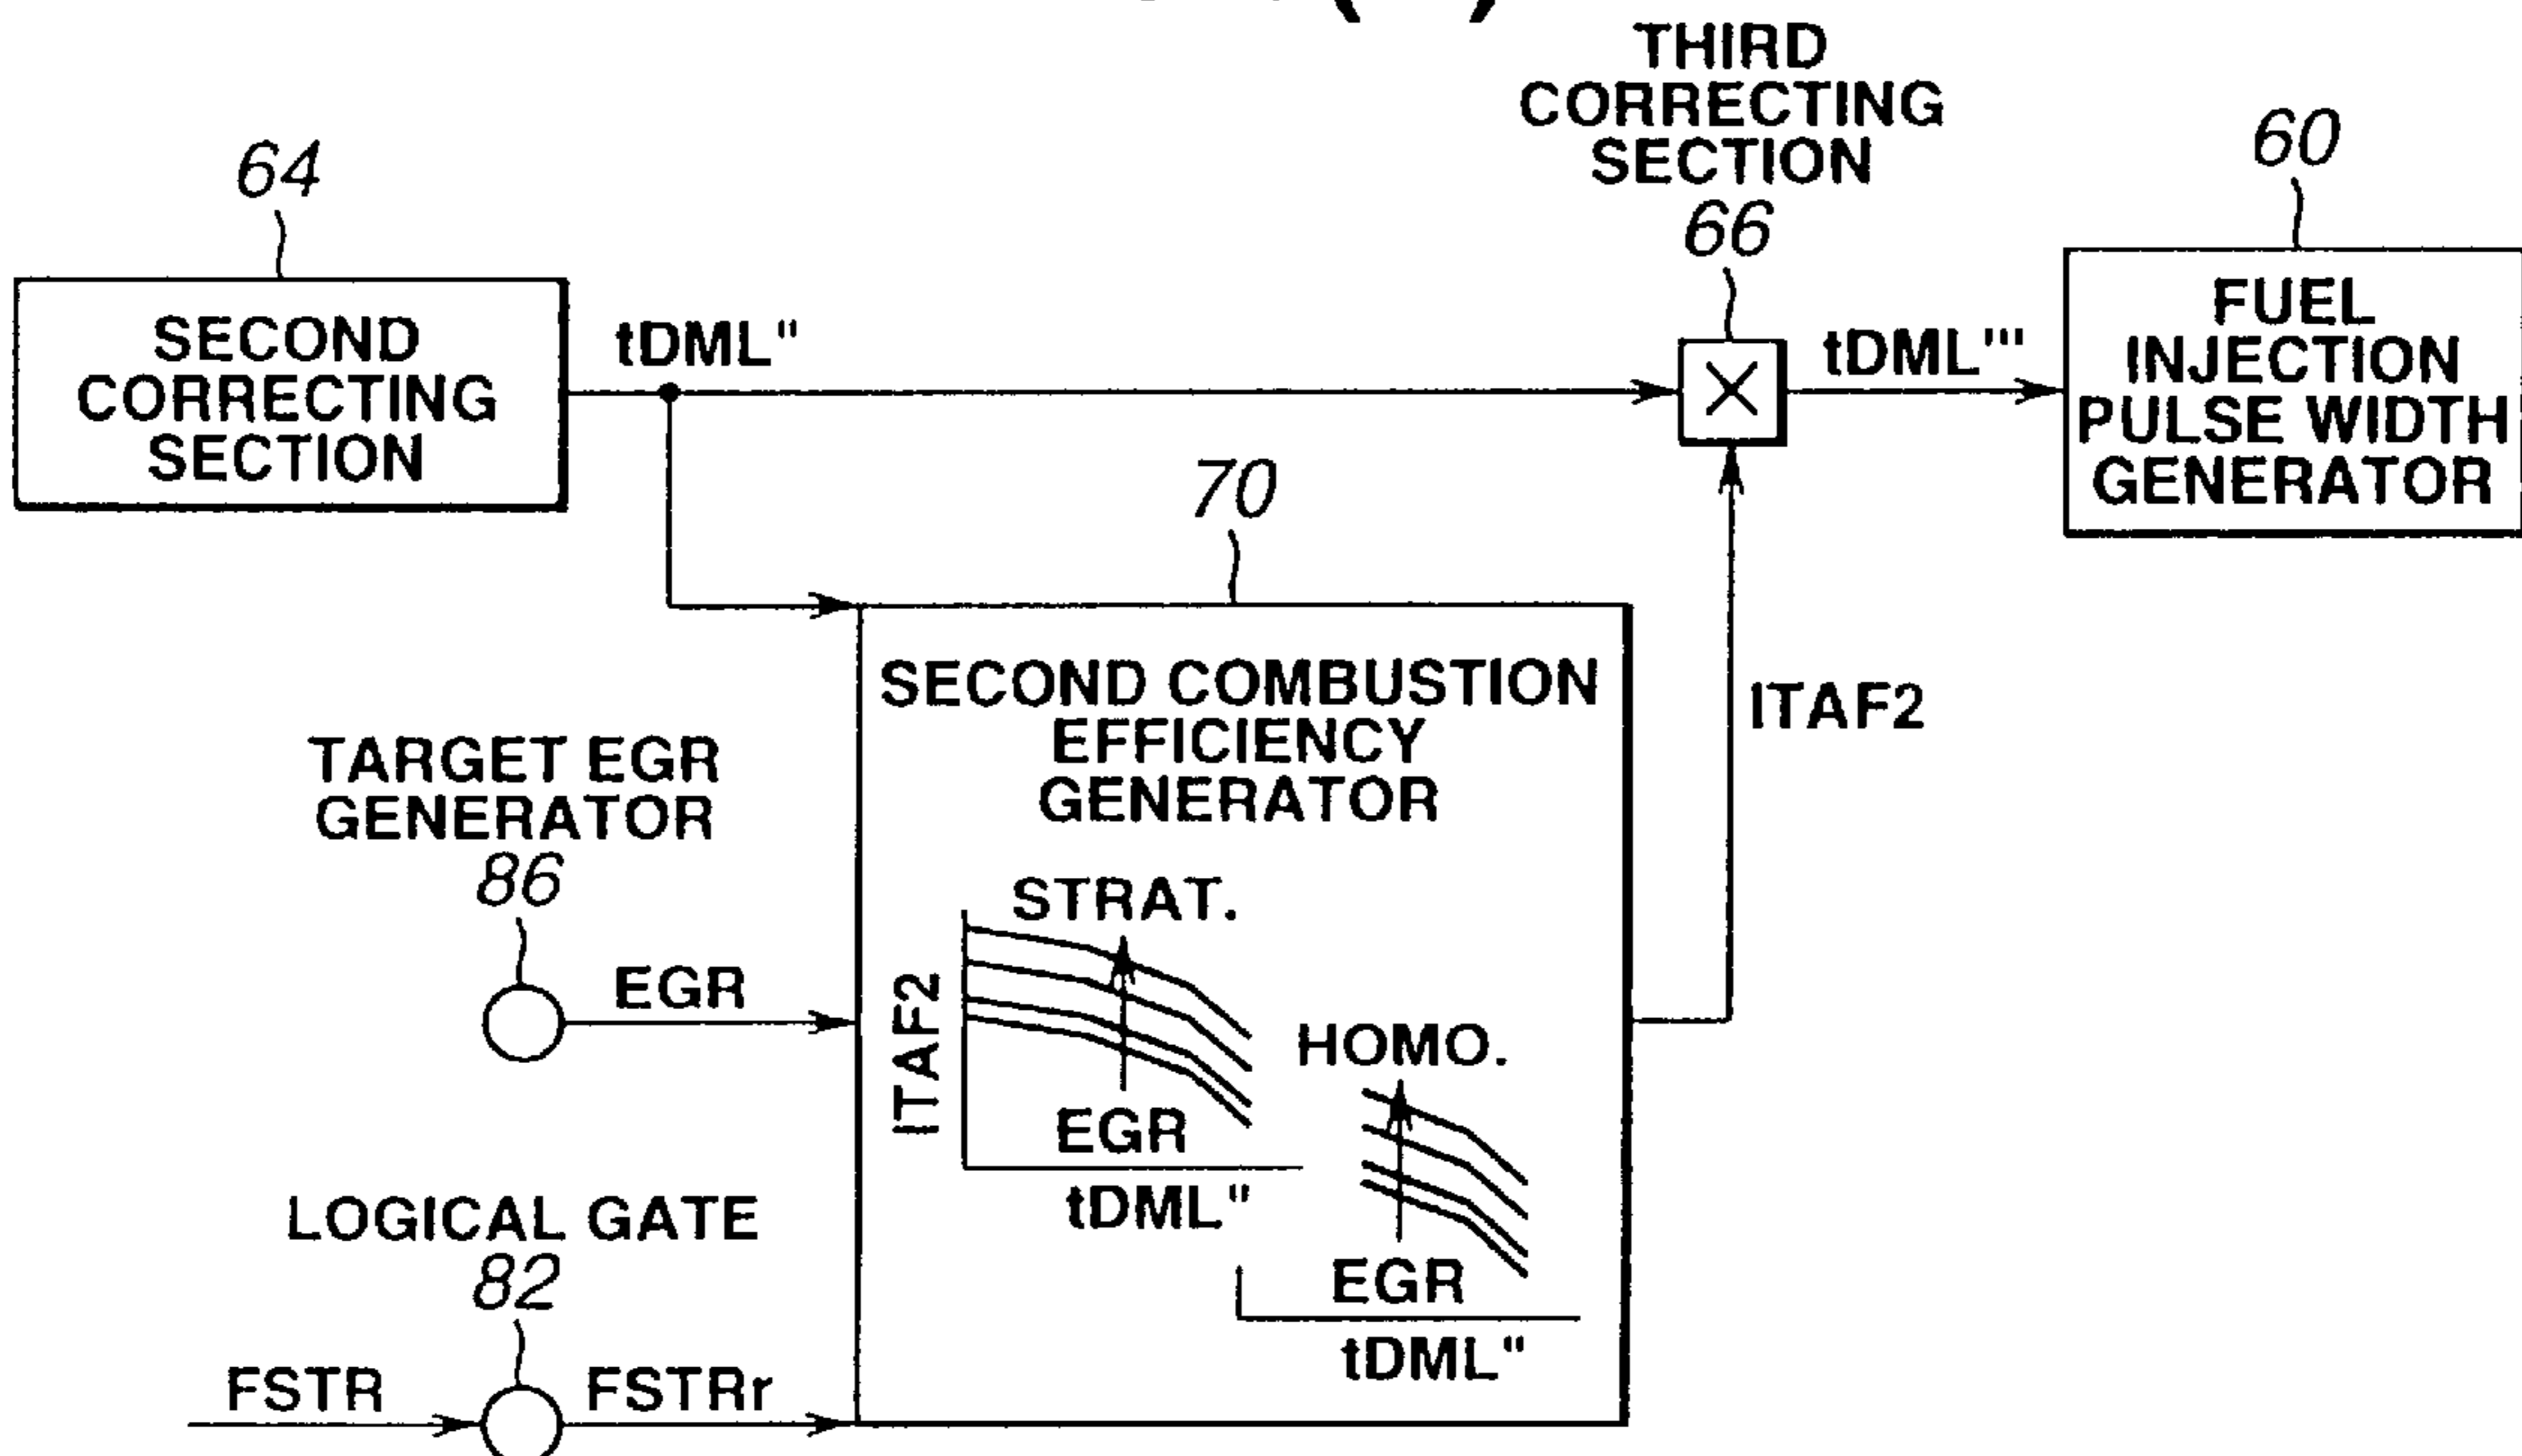 THIRD
CORRECTING
SECTION
66
64
60
SECOND
CORRECTING
SECTION
tDML"
tDML'''
FUEL
INJECTION
PULSE WIDTH
GENERATOR
70
SECOND COMBUSTION
EFFICIENCY
GENERATOR
ITAF2
TARGET EGR
GENERATOR
86
EGR
STRAT.
ITAF2
EGR
tDML"
HOMO.
EGR
tDML"
LOGICAL GATE
82
FSTR
FSTRr